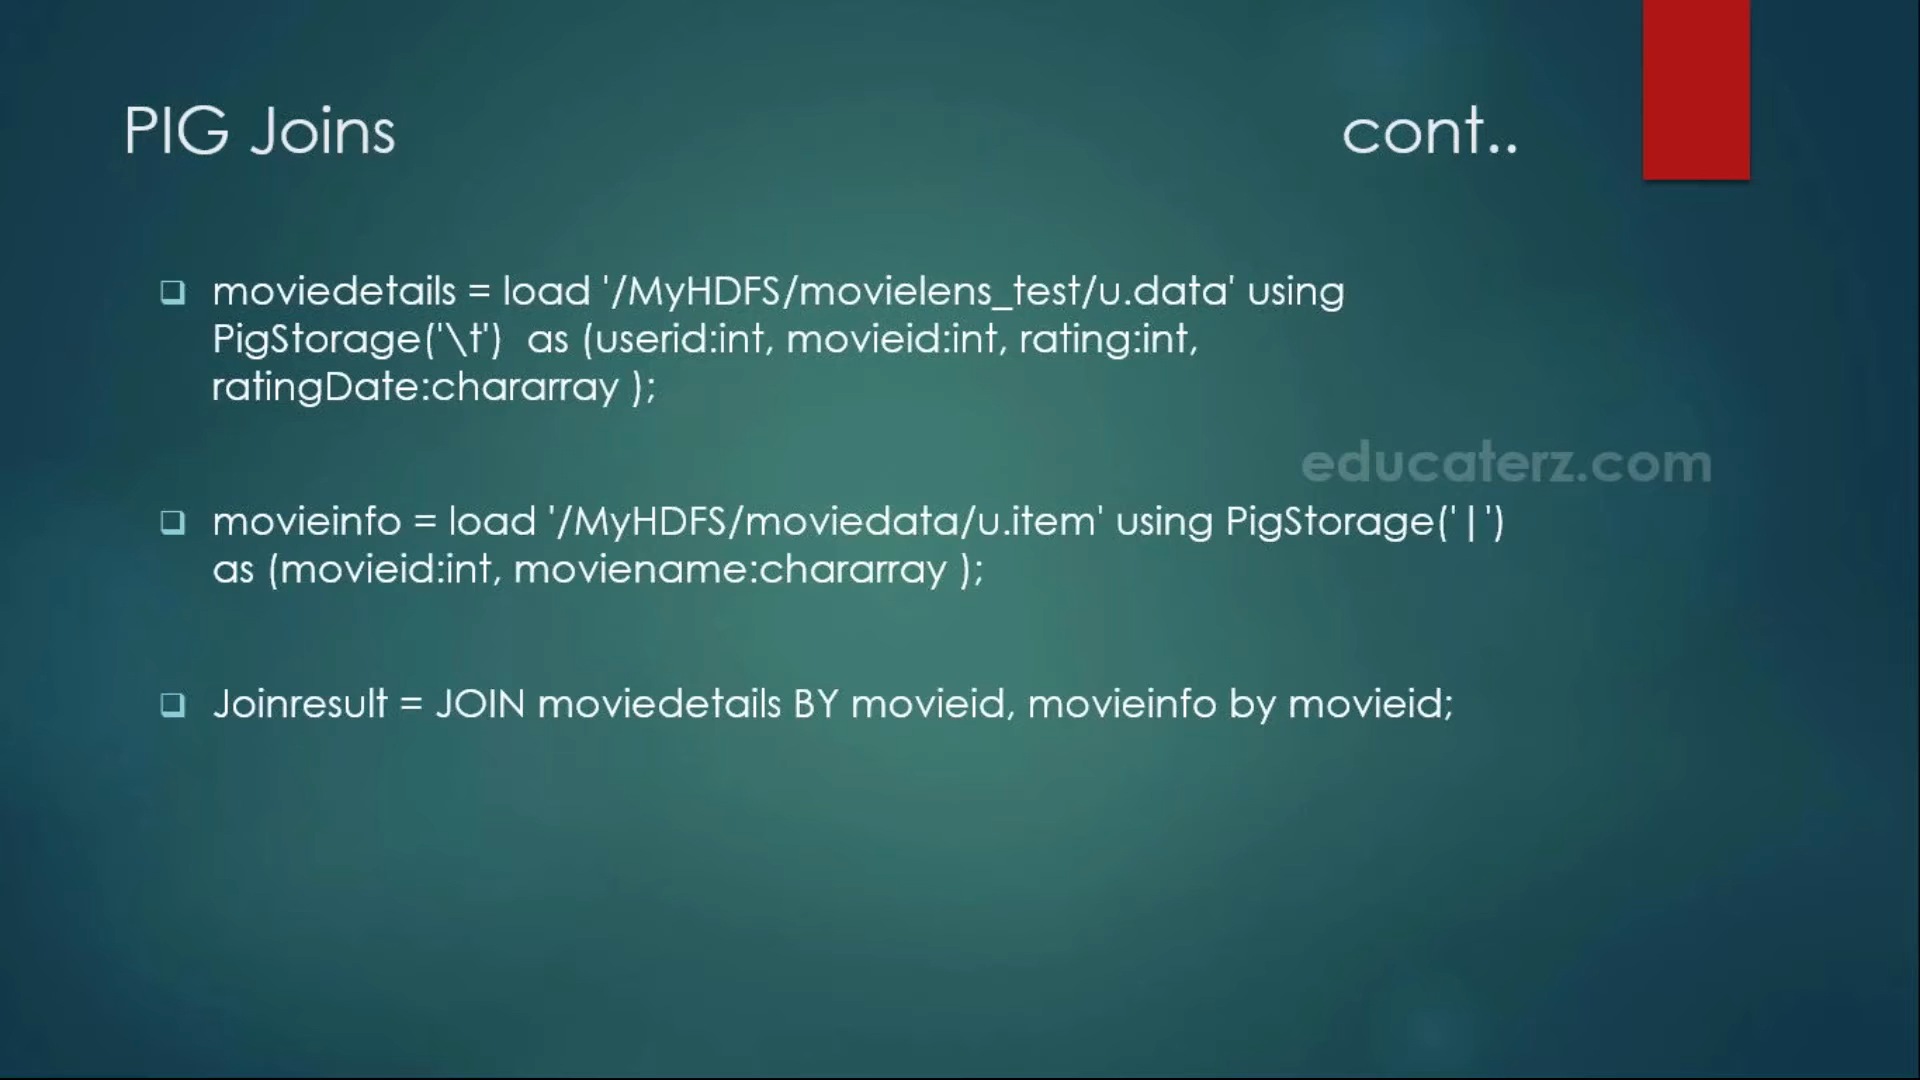 PIG Joins cont..
moviedetails = load '/MyHDFS/movielens_test/u.data' using
PigStorage('\t')  as (userid:int, movieid:int, rating:int,
ratingDate:chararray );
educaterz.com
movieinfo = load '/MyHDFS/moviedata/u.item' using PigStorage('|')
as (movieid:int, moviename:chararray );
Joinresult = JOIN moviedetails BY movieid, movieinfo by movieid;